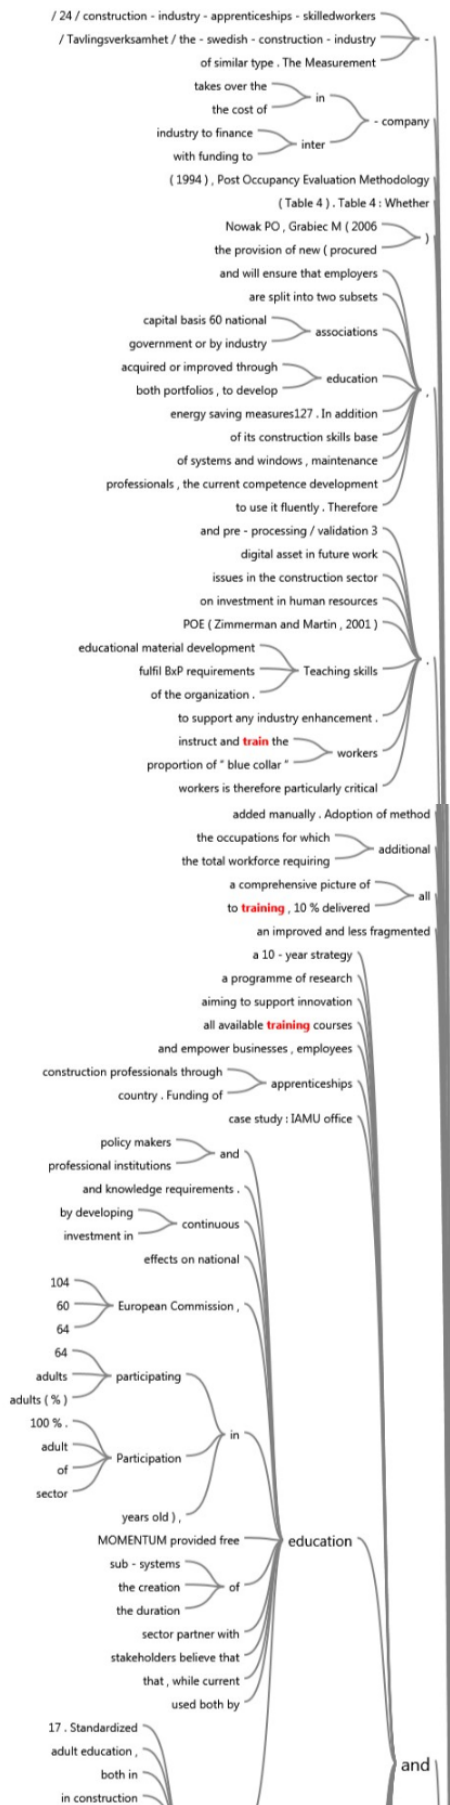 / 24 / construction - industry - apprenticeships - skilledworkers
/ Tavlingsverksamhet / the - swedish - construction - industry
-
of similar type . The Measurement
takes over the
in
the cost of
- company
industry to finance
inter
with funding to
( 1994 ) , Post Occupancy Evaluation Methodology
( Table 4 ) . Table 4 : Whether
Nowak PO , Grabiec M ( 2006
)
the provision of new ( procured
and will ensure that employers
are split into two subsets
capital basis 60 national
associations
government or by industry
acquired or improved through
education
both portfolios , to develop
,
energy saving measures127 . In addition
of its construction skills base
of systems and windows , maintenance
professionals , the current competence development
to use it fluently . Therefore
and pre - processing / validation 3
digital asset in future work
issues in the construction sector
on investment in human resources
POE ( Zimmerman and Martin , 2001 )
educational material development
.
fulfil BxP requirements
Teaching skills
of the organization .
to support any industry enhancement .
instruct and train the
workers
proportion of " blue collar "
workers is therefore particularly critical
added manually . Adoption of method
the occupations for which
additional
the total workforce requiring
a comprehensive picture of
all
to training , 10 % delivered
an improved and less fragmented
a 10 - year strategy
a programme of research
aiming to support innovation
all available training courses
and empower businesses , employees
construction professionals through
apprenticeships
country . Funding of
case study : IAMU office
policy makers
and
professional institutions
and knowledge requirements .
by developing
continuous
investment in
effects on national
104
60
European Commission ,
64
64
adults
participating
adults ( % )
100 % .
in
adult
Participation
of
sector
years old ) ,
MOMENTUM provided free
education
sub - systems
the creation
of
the duration
sector partner with
stakeholders believe that
that , while current
used both by
17 . Standardized
adult education ,
and
both in
in construction